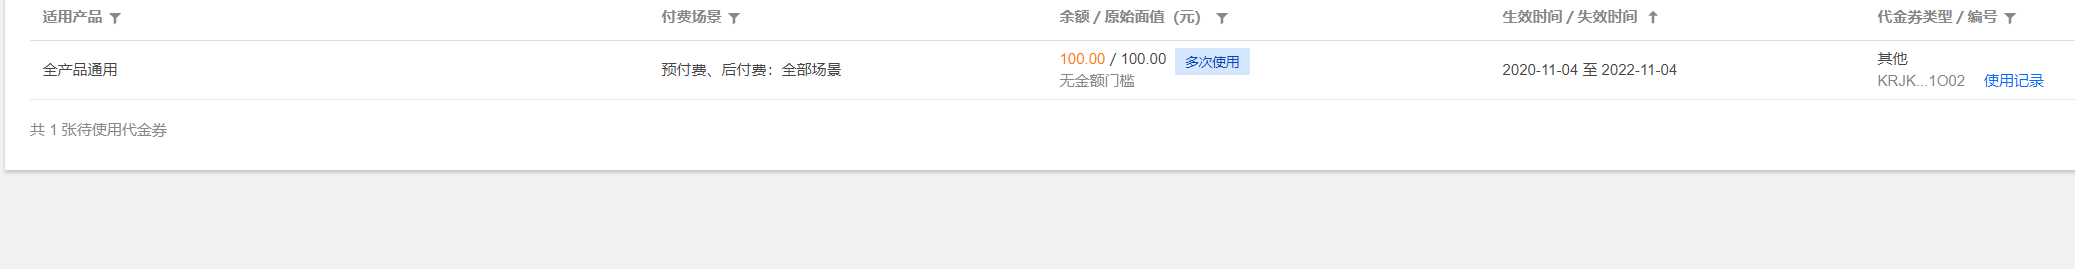 适用产品 付费场景 余额 / 原始面值（元） 生效时间 / 失效时间 代金券类型 / 编号
全产品通用 预付费、后付费：全部场景 100.00 / 100.00 多次使用 2020-11-04 至 2022-11-04 其他
无金额门槛 KRJK...1O02 使用记录
共 1 张待使用代金券